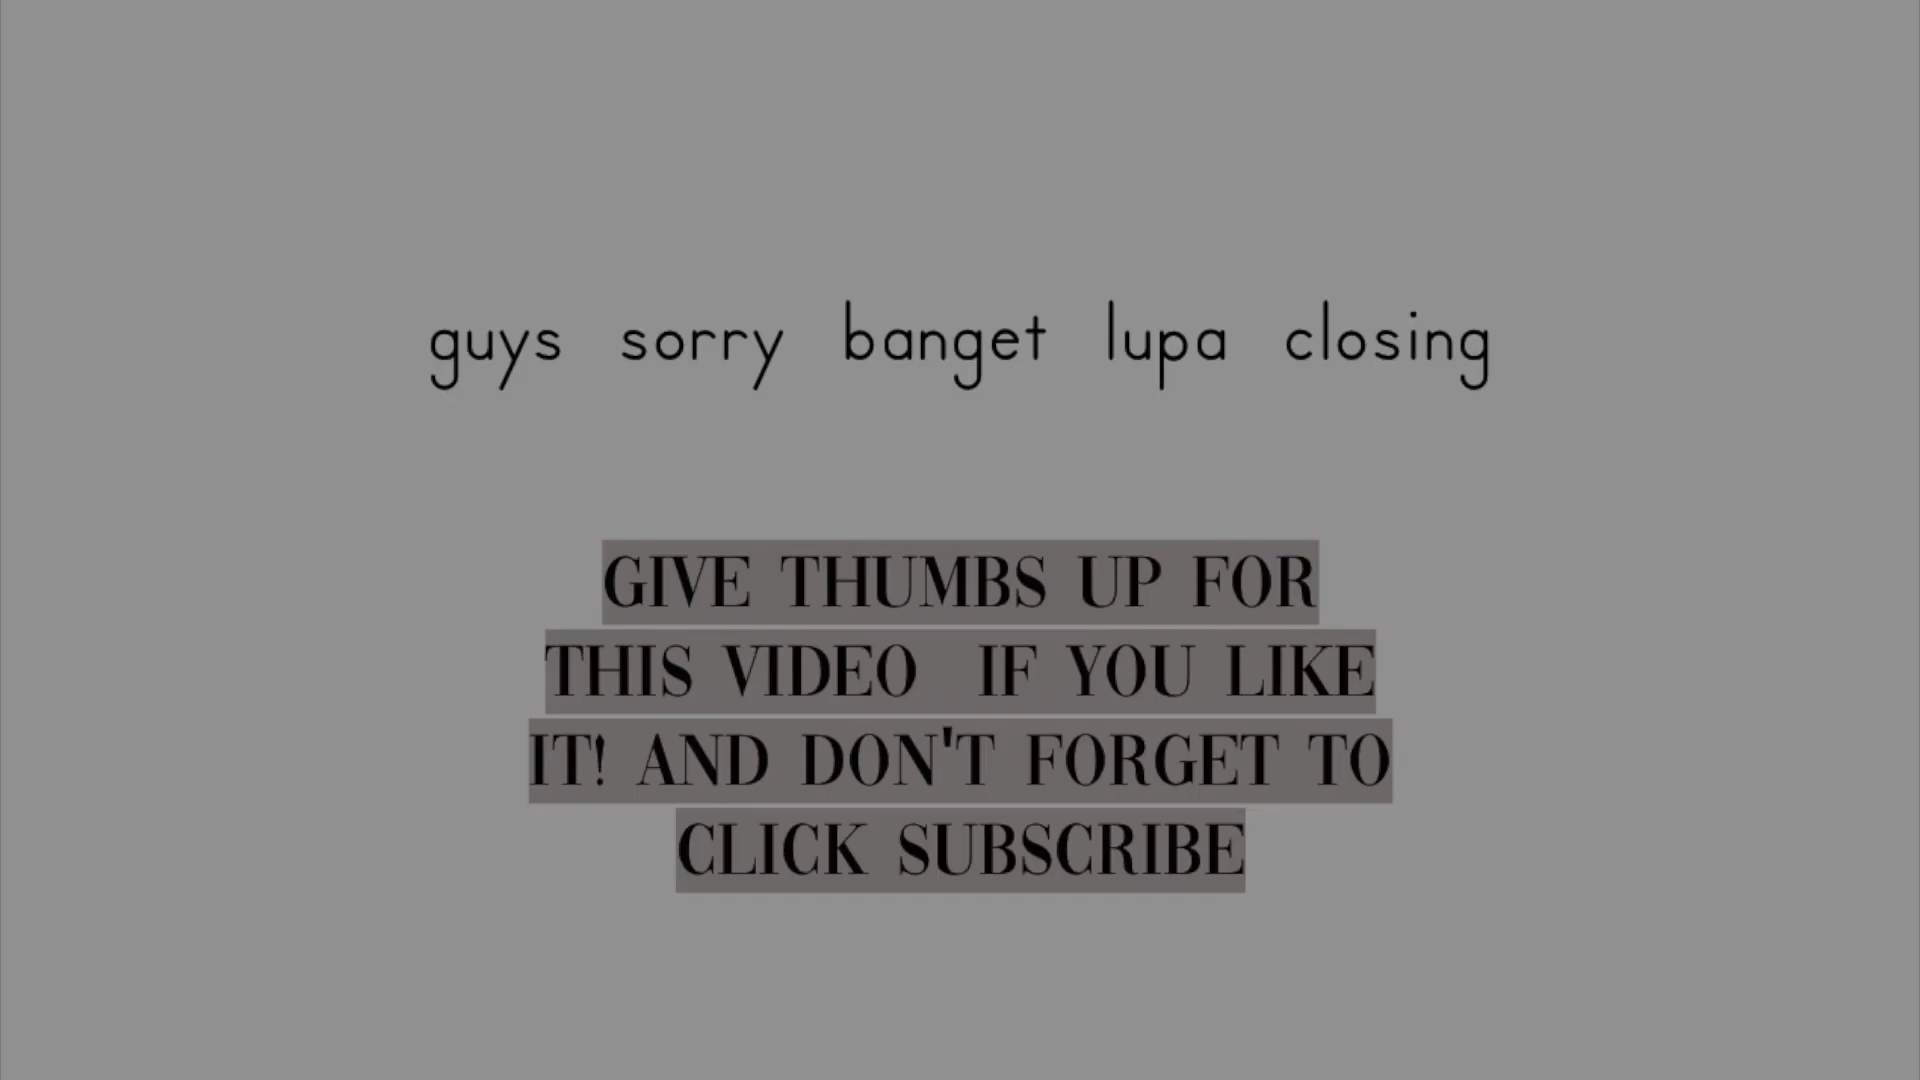 guys sorry banget lupa closing
GIVE THUMBS UP FOR
THIS VIDEO IF YOU LIKE
IT! AND DON'T FORGET TO
CLICK SUBSCRIBE